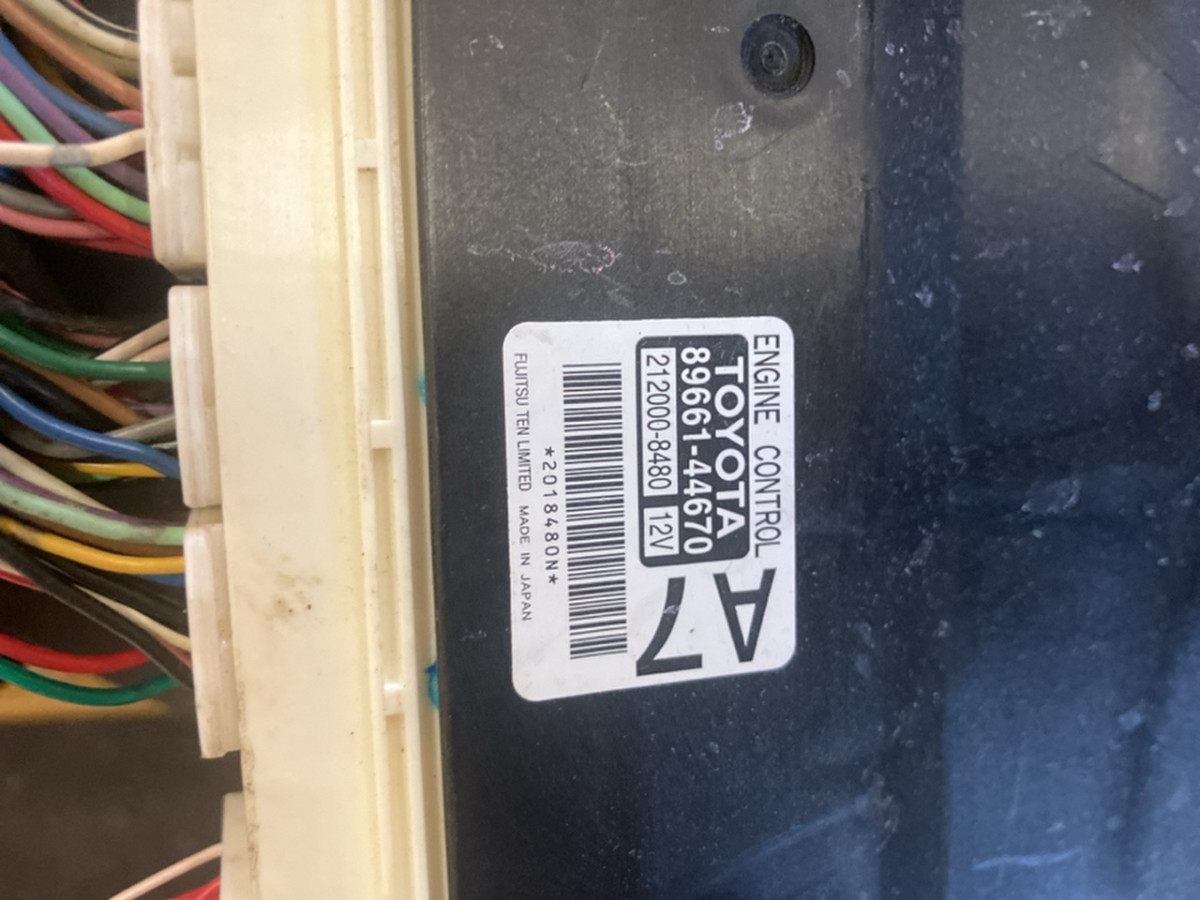 ENGINE CONTROL
TOYOTA
89661-44670
212000-8480 12V
A7
*2018480N*
FUJITSU TEN LIMITED MADE IN JAPAN